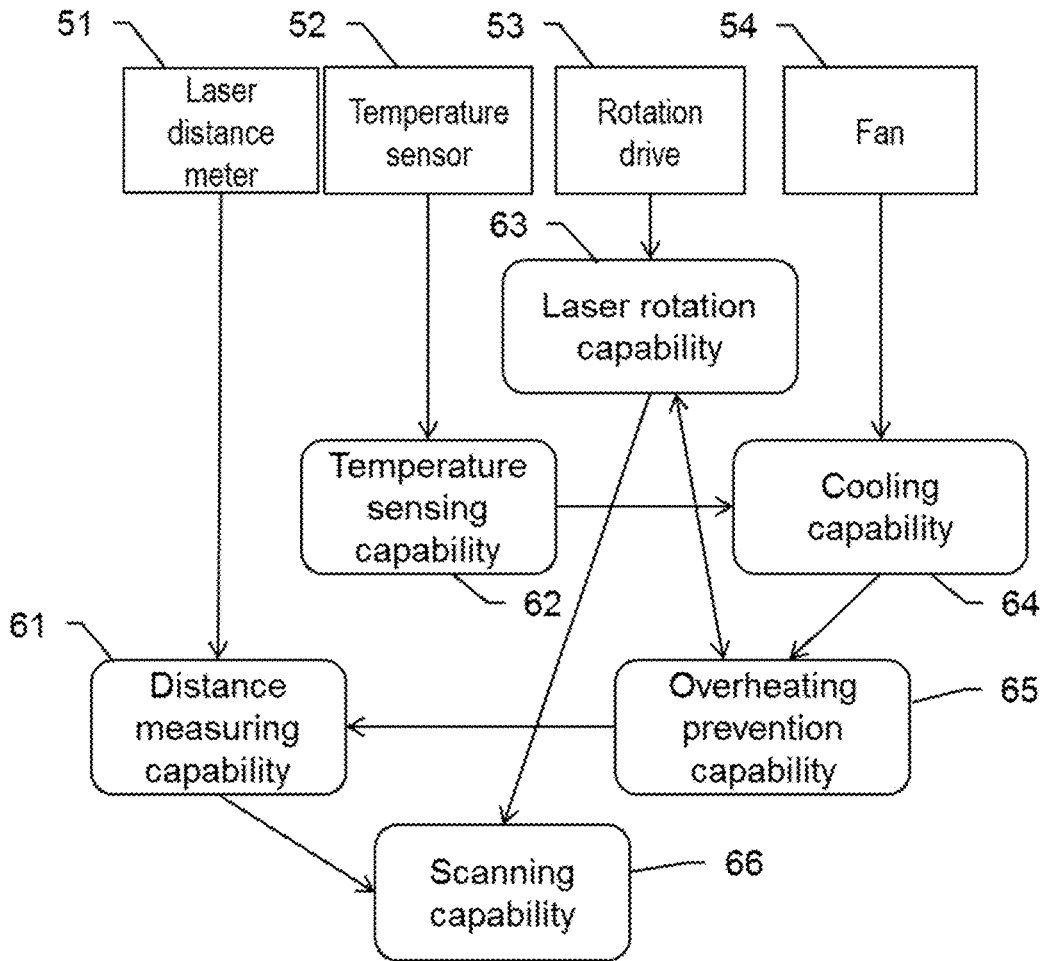 51
52
53
54
Laser
distance
meter
Temperature
sensor
Rotation
drive
Fan
63
Laser rotation
capability
Temperature
sensing
capability
Cooling
capability
62
64
61
Distance
measuring
capability
Overheating
prevention
capability
65
Scanning
capability
66